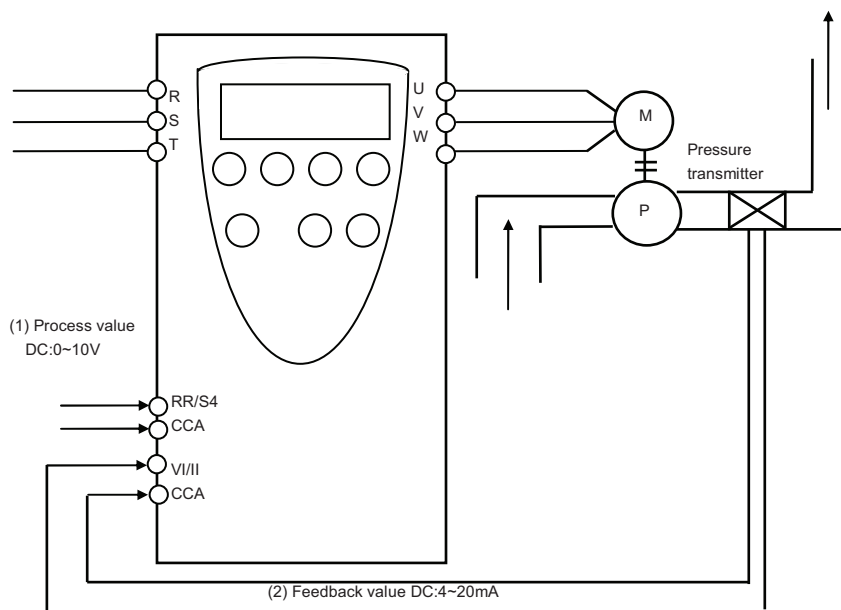 R
S
T
U
V
W
M
Pressure
transmitter
P
(1) Process value
DC:0~10V
RR/S4
CCA
VI/II
CCA
(2) Feedback value DC:4~20mA